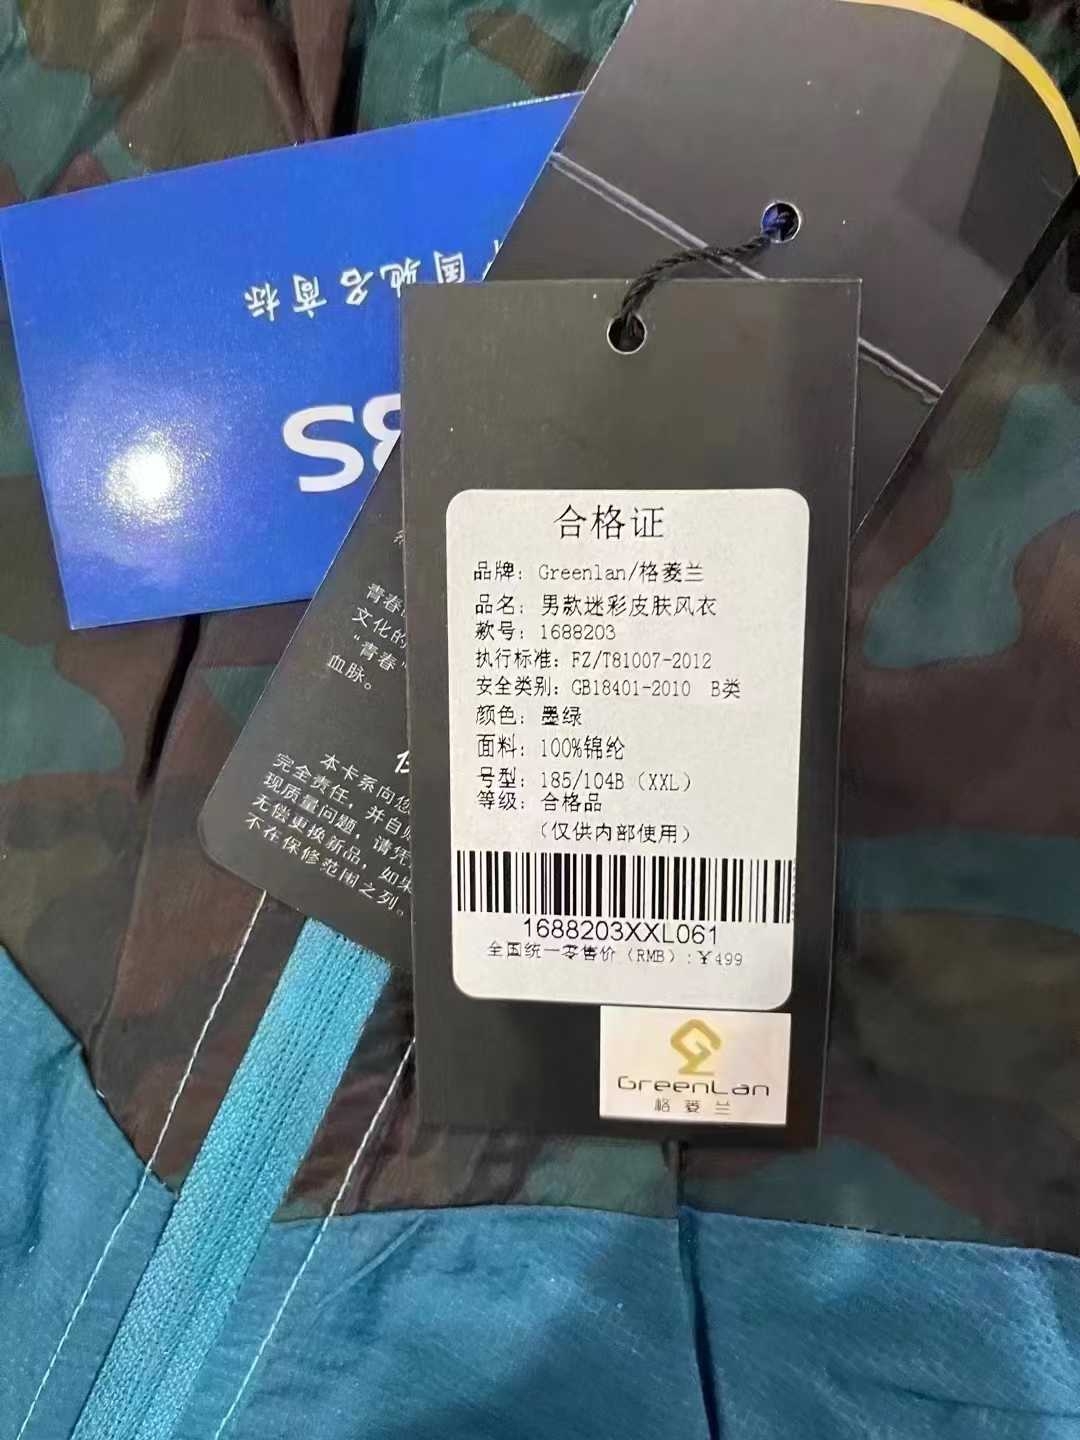 国驰名商标
S
青春
文化的
“青春
血脉。
本卡系向您
完全责任，并自
现质量问题，请凭
无偿更换新品，如果
不在保修范围之列。
合格证
品牌：Greenlan/格菱兰
品名：男款迷彩皮肤风衣
款号：1688203
执行标准：FZ/T81007-2012
安全类别：GB18401-2010 B类
颜色：墨绿
面料：100%锦纶
号型：185/104B（XXL）
等级：合格品
（仅供内部使用）
1688203XXL061
全国统一零售价（RMB）：¥499
GreenLan
格菱兰